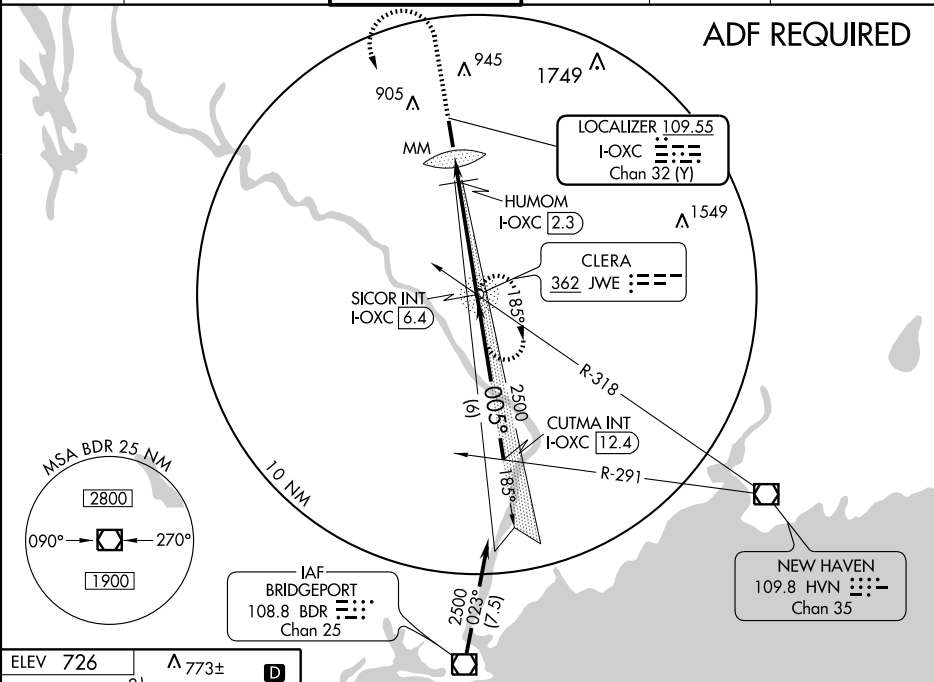 ADF REQUIRED
945
1749
905
MM
LOCALIZER 109.55
I-OXC
Chan 32 (Y)
HUMOM
I-OXC 2.3
1549
CLERA
362 JWE
SICOR INT
I-OXC 6.4
185°
R-318
2500
005°
(6)
CUTMA INT
I-OXC 12.4
R-291
185°
10 NM
MSA BDR 25 NM
2800
090°
270°
1900
IAF
BRIDGEPORT
108.8 BDR
Chan 25
2500
023°
(7.5)
NEW HAVEN
109.8 HVN
Chan 35
ELEV 726
773±
D